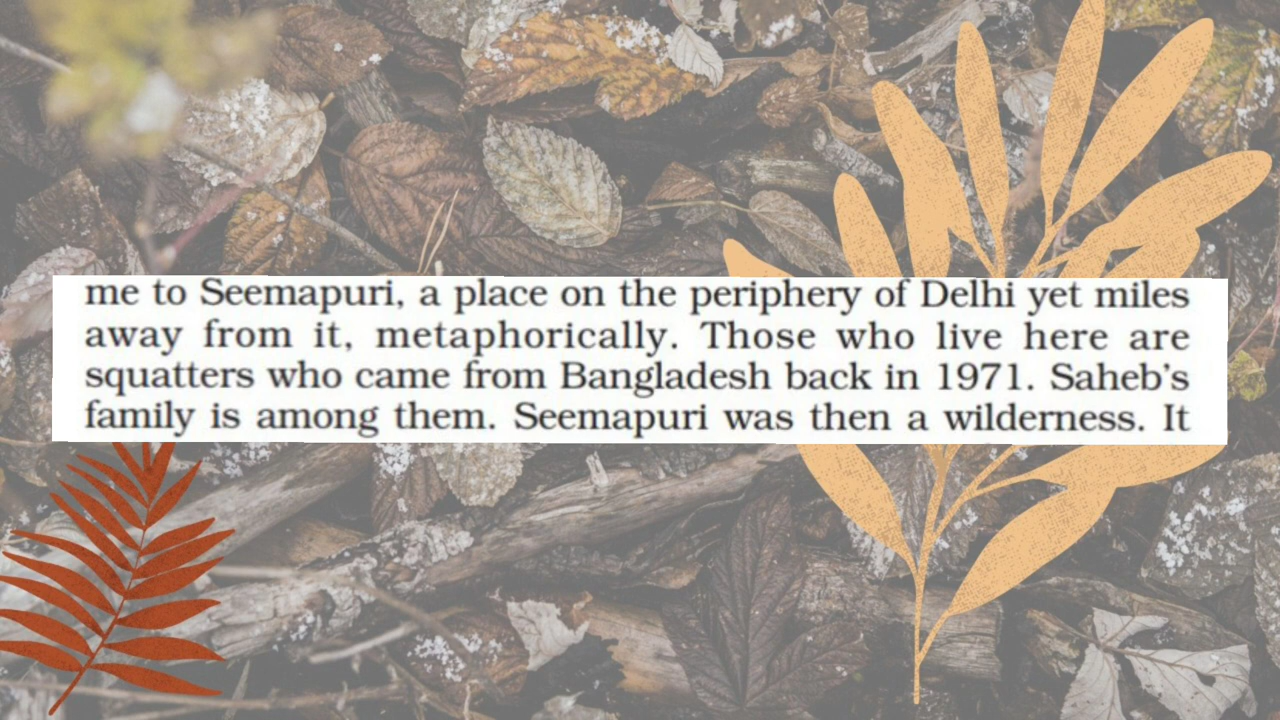 me to Seemapuri, a place on the periphery of Delhi yet miles
away from it, metaphorically. Those who live here are
squatters who came from Bangladesh back in 1971. Saheb's
family is among them. Seemapuri was then a wilderness. It